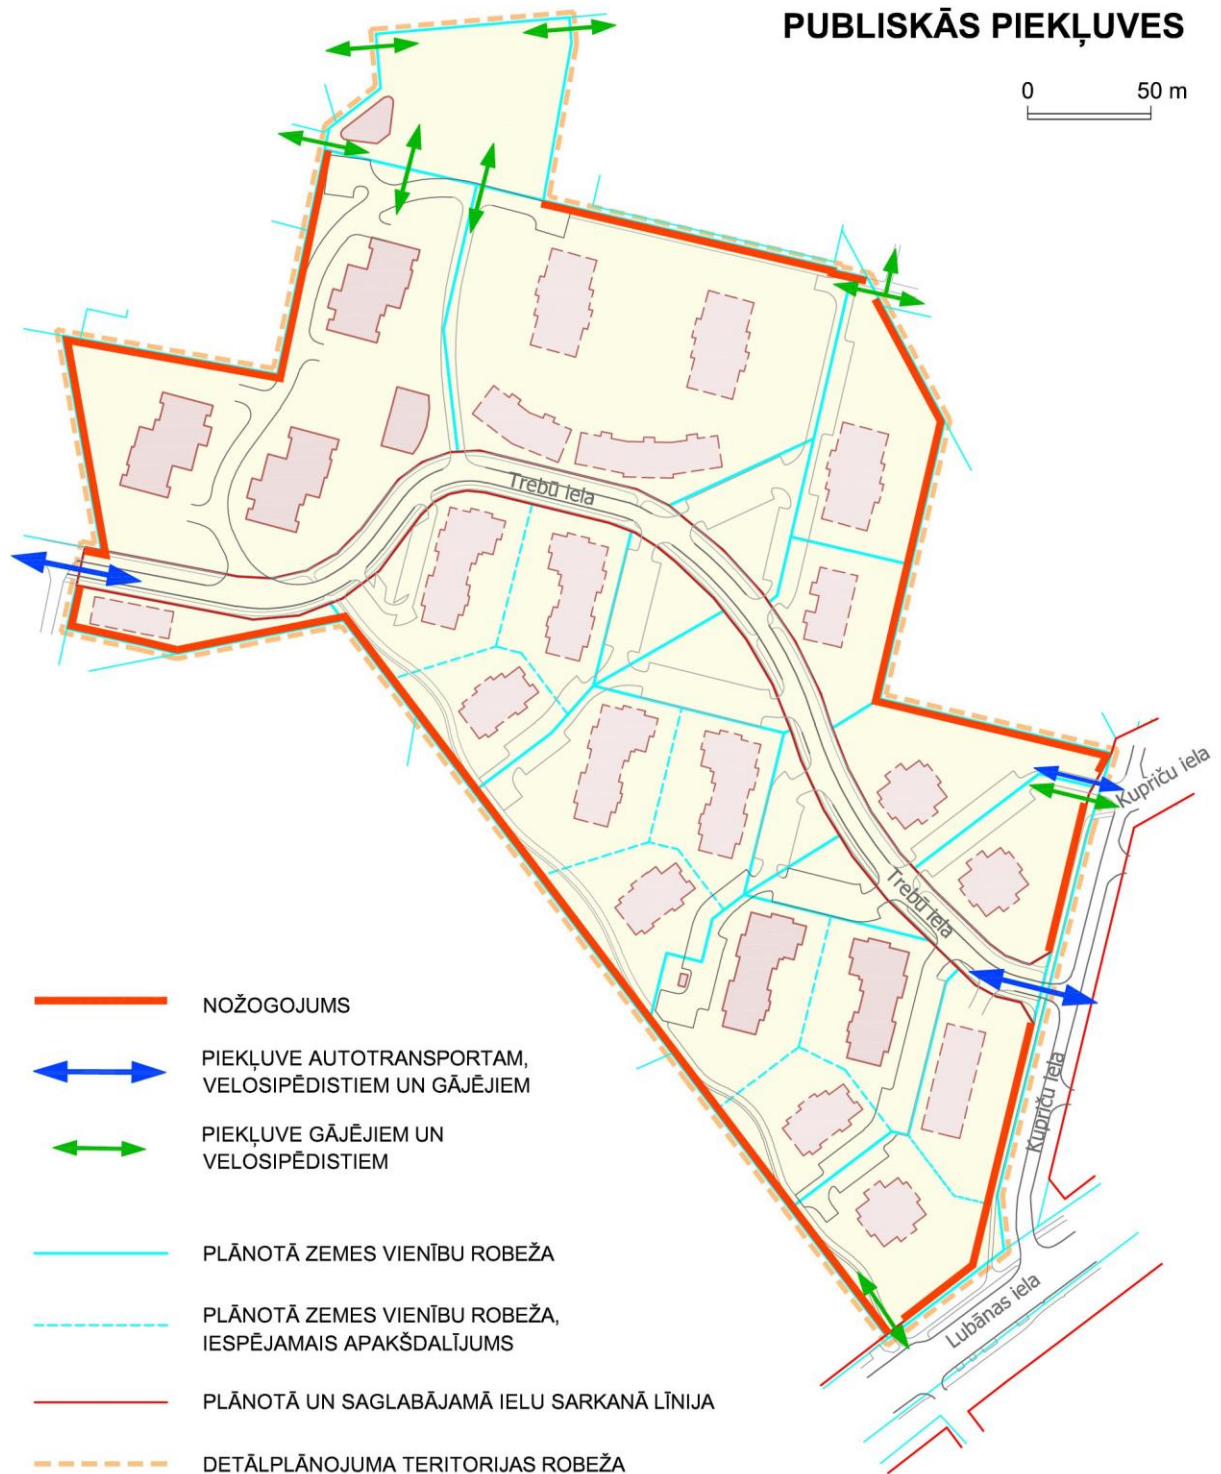 PUBLISKĀS PIEKĻUVES
0 50 m
Trebū iela
Kupriču iela
Trebū iela
Kupriču iela
Lubānas iela
NOŽOGOJUMS
PIEKĻUVE AUTOTRANSPORTAM,
VELOSIPĒDISTIEM UN GĀJĒJIEM
PIEKĻUVE GĀJĒJIEM UN
VELOSIPĒDISTIEM
PLĀNOTĀ ZEMES VIENĪBU ROBEŽA
PLĀNOTĀ ZEMES VIENĪBU ROBEŽA,
IESPĒJAMAIS APAKŠDALĪJUMS
PLĀNOTĀ UN SAGLABĀJAMĀ IELU SARKANĀ LĪNIJA
DETĀLPLĀNOJUMA TERITORIJAS ROBEŽA